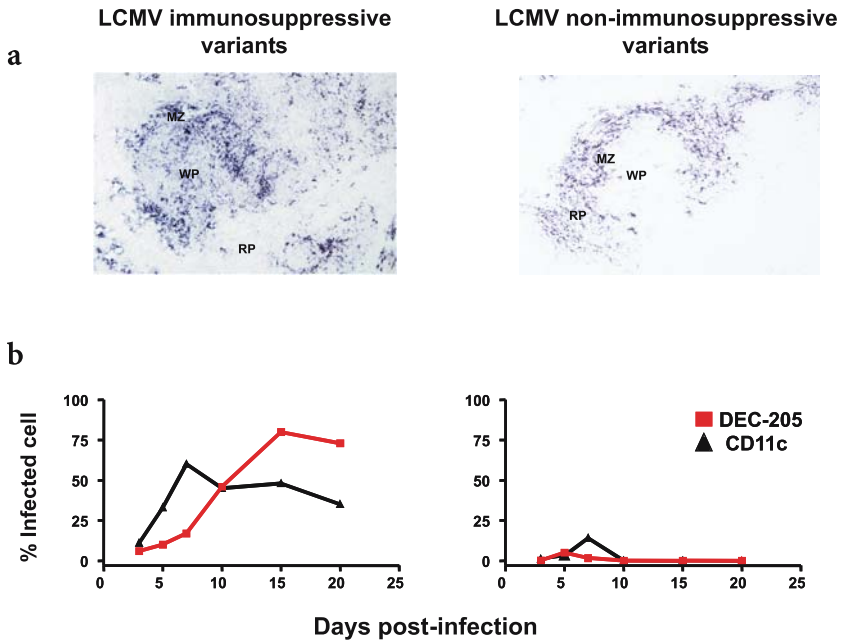 LCMV immunosuppressive
variants
LCMV non-immunosuppressive
variants
a
MZ
WP
RP
MZ
WP
RP
b
% Infected cell
100
75
50
25
0
0 5 10 15 20 25
100
75
50
25
0
0 5 10 15 20 25
DEC-205
CD11c
Days post-infection